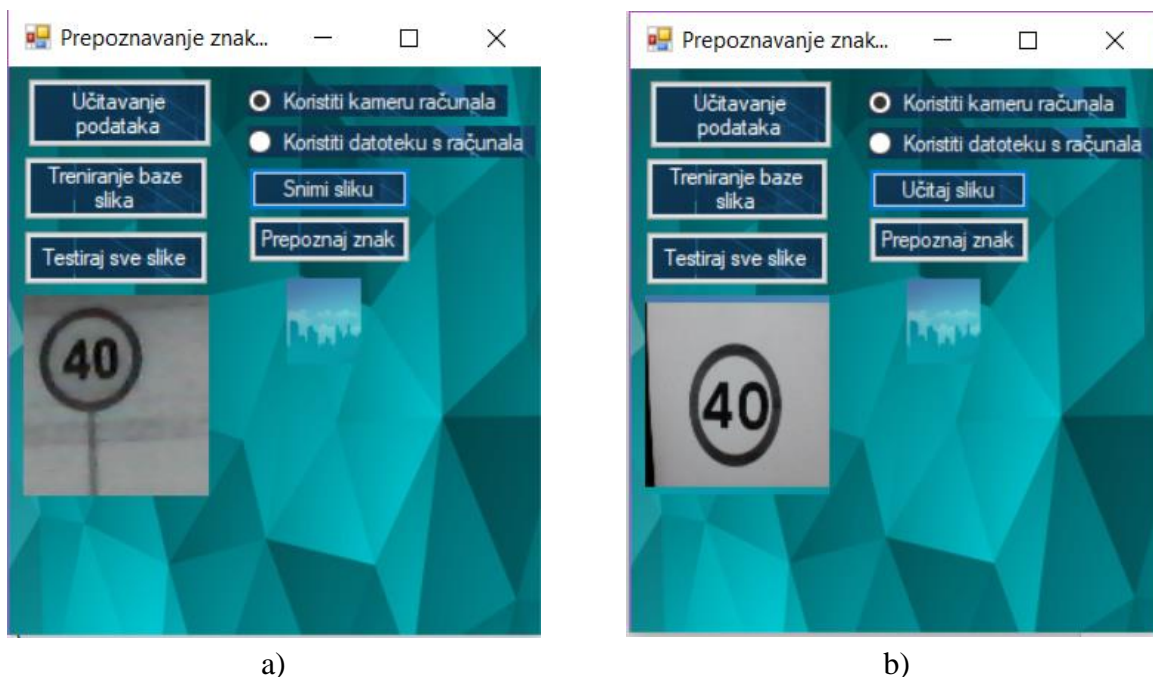 Prepoznavanje znak...
Učitavanje
podataka
Koristiti kameru računala
Koristiti datoteku s računala
Treniranje baze
slika
Snimi sliku
Prepoznaj znak
Testiraj sve slike
40
a)
Prepoznavanje znak...
Učitavanje
podataka
Koristiti kameru računala
Koristiti datoteku s računala
Treniranje baze
slika
Učitaj sliku
Prepoznaj znak
Testiraj sve slike
40
b)